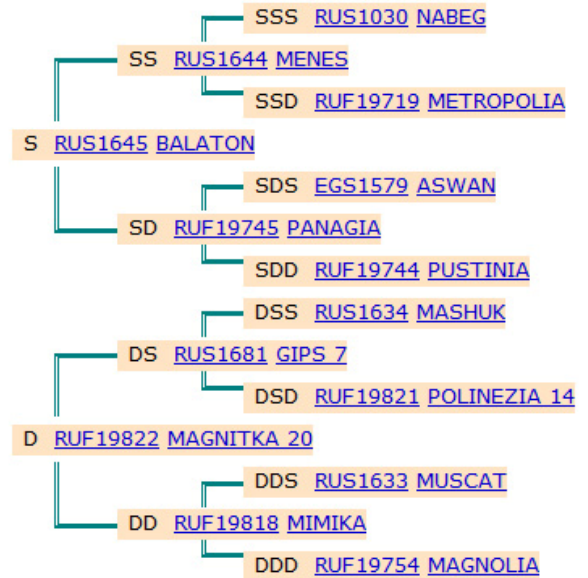 SSS RUS1030 NABEG
SS RUS1644 MENES
SSD RUF19719 METROPOLIA
S RUS1645 BALATON
SDS EGS1579 ASWAN
SD RUF19745 PANAGIA
SDD RUF19744 PUSTINIA
DSS RUS1634 MASHUK
DS RUS1681 GIPS 7
DSD RUF19821 POLINEZIA 14
D RUF19822 MAGNITKA 20
DDS RUS1633 MUSCAT
DD RUF19818 MIMIKA
DDD RUF19754 MAGNOLIA